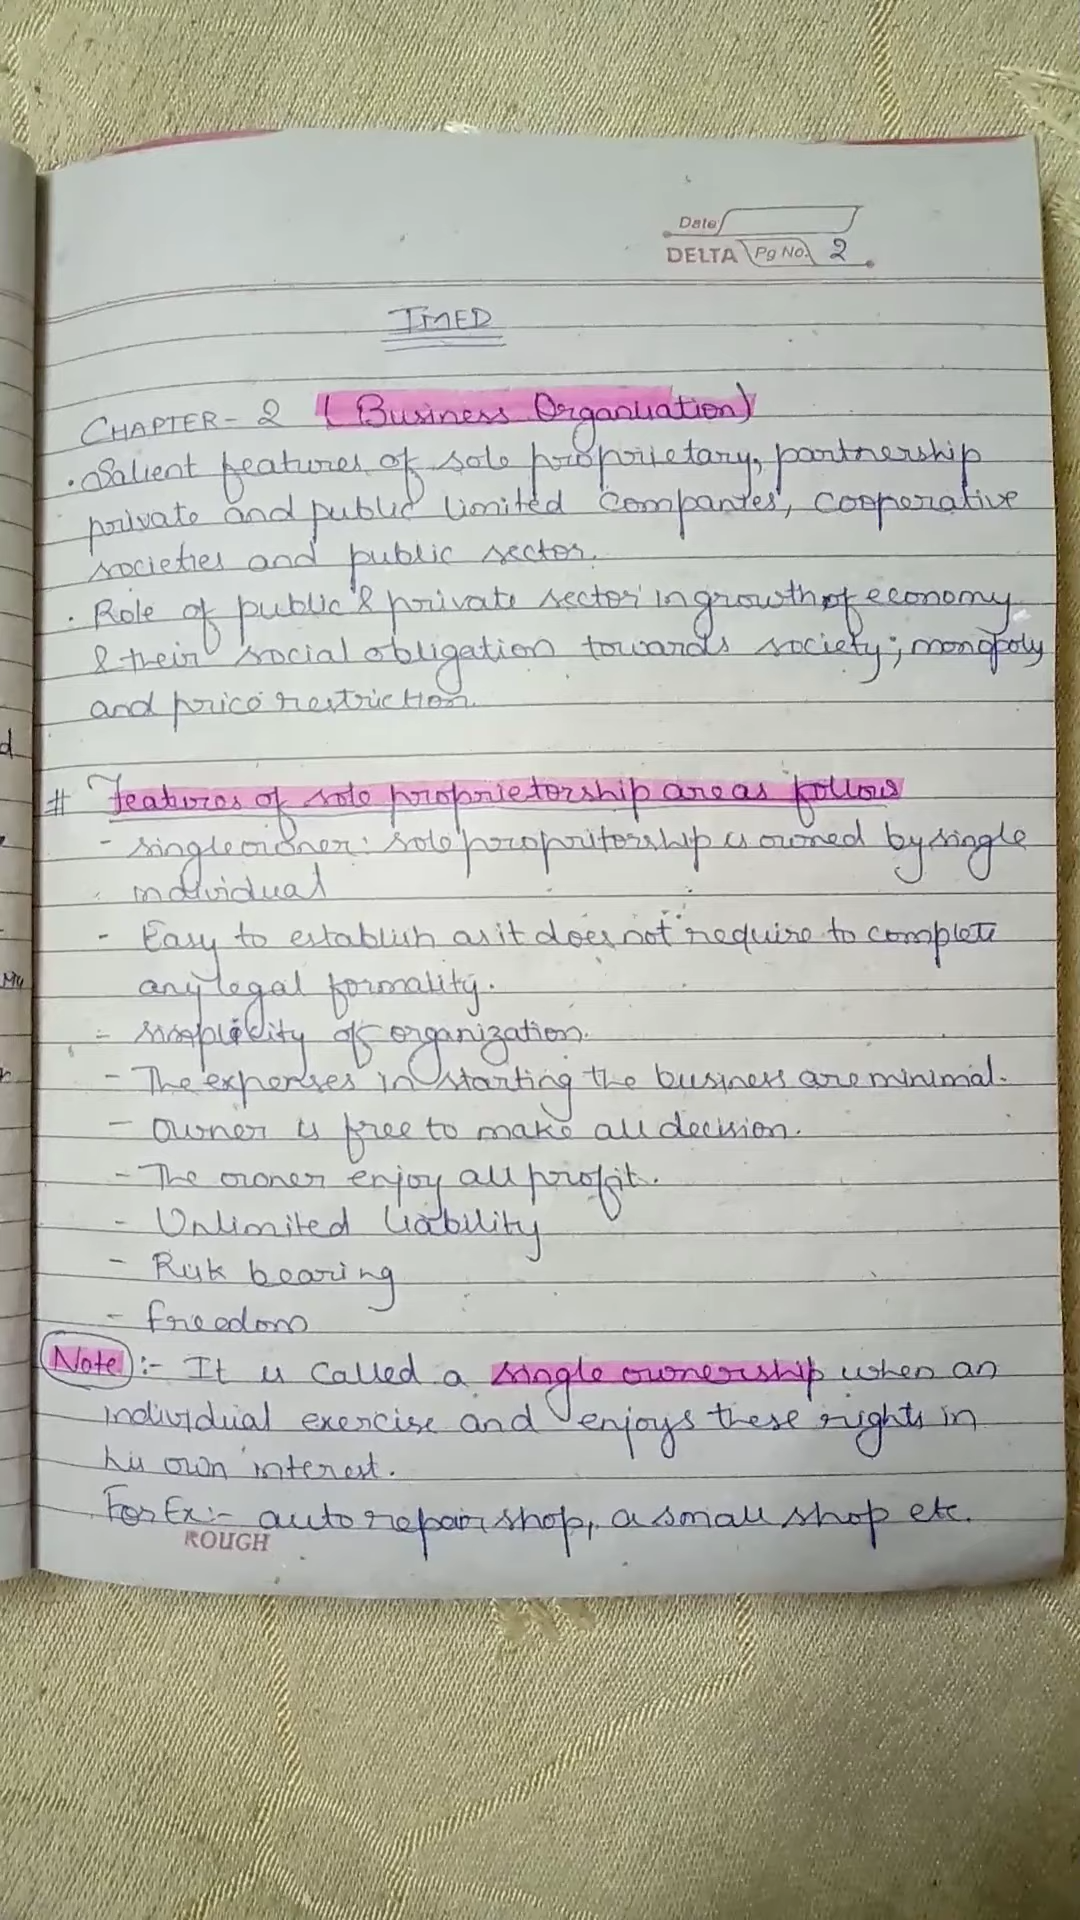 Date
DELTA Pg No. 2
IMED
CHAPTER - 2 (Business Organisation)
• Salient features of sole proprietary, partnership
private and public limited companies, cooperative
societies and public sector.
• Role of public & private sector in growth of economy
& their social obligation towards society; monopoly
and price restriction.
# Features of sole proprietorship are as follows
- single owner : sole propritorship is owned by single
individual
- Easy to establish as it does not require to complete
any legal formality.
- simplicity of organization.
- The expenses in starting the business are minimal.
- Owner is free to make all decision.
- The owner enjoy all profit.
- Unlimited liability
- Risk bearing
- freedom
Note :- It is called a single ownership when an
individual exercise and enjoys these rights in
his own interest.
For Ex :- auto repair shop, a small shop etc.
ROUGH
d
My